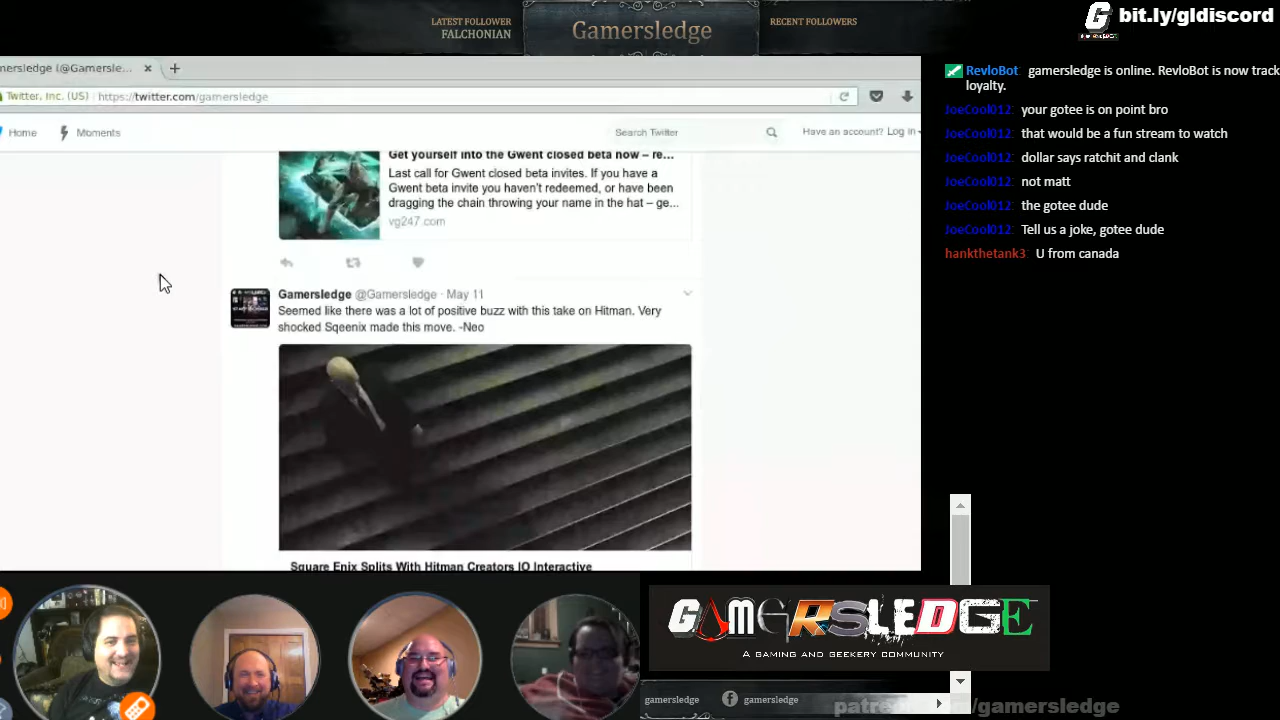 LATEST FOLLOWER
FALCHONIAN
Gamersledge
RECENT FOLLOWERS
bit.ly/gldiscord
nersledge (@Gamersle...
Twitter, Inc. (US)
https://twitter.com/gamersledge
Home
Moments
Search Twitter
Have an account? Log in
Get yourself into the Gwent closed beta now – re...
Last call for Gwent closed beta invites. If you have a
Gwent beta invite you haven't redeemed, or have been
dragging the chain throwing your name in the hat – ge...
vg247.com
Gamersledge @Gamersledge · May 11
Seemed like there was a lot of positive buzz with this take on Hitman. Very
shocked Sqeenix made this move. -Neo
Square Enix Splits With Hitman Creators IO Interactive
RevloBot gamersledge is online. RevloBot is now track
loyalty.
JoeCool012: your gotee is on point bro
JoeCool012: that would be a fun stream to watch
JoeCool012: dollar says ratchit and clank
JoeCool012: not matt
JoeCool012: the gotee dude
JoeCool012: Tell us a joke, gotee dude
hankthetank3: U from canada
GAMERSLEDGE
A GAMING AND GEEKERY COMMUNITY
gamersledge
gamersledge
/gamersledge